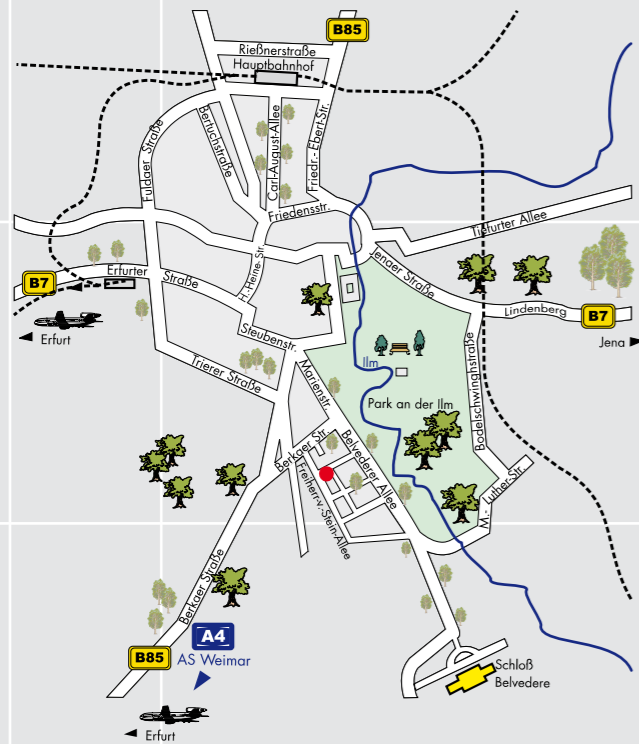 B85
Rießnerstraße
Hauptbahnhof
Fuldaer Straße
Bertuchstraße
Carl-August-Allee
Friedr.- Ebert-Str.
Friedensstr.
Tiefurter Allee
H.-Heine- Str.
Jenaer Straße
B7
Erfurter Straße
Erfurt
Lindenberg
B7
Jena
Steubenstr.
Trierer Straße
Marienstr.
Ilm
Park an der Ilm
Bodelschwinghstraße
Berkaer Str.
Belvederer Allee
Freiherr-v.-Stein-Allee
M.- Luther-Str.
Berkaer Straße
A4
AS Weimar
B85
Schloß
Belvedere
Erfurt